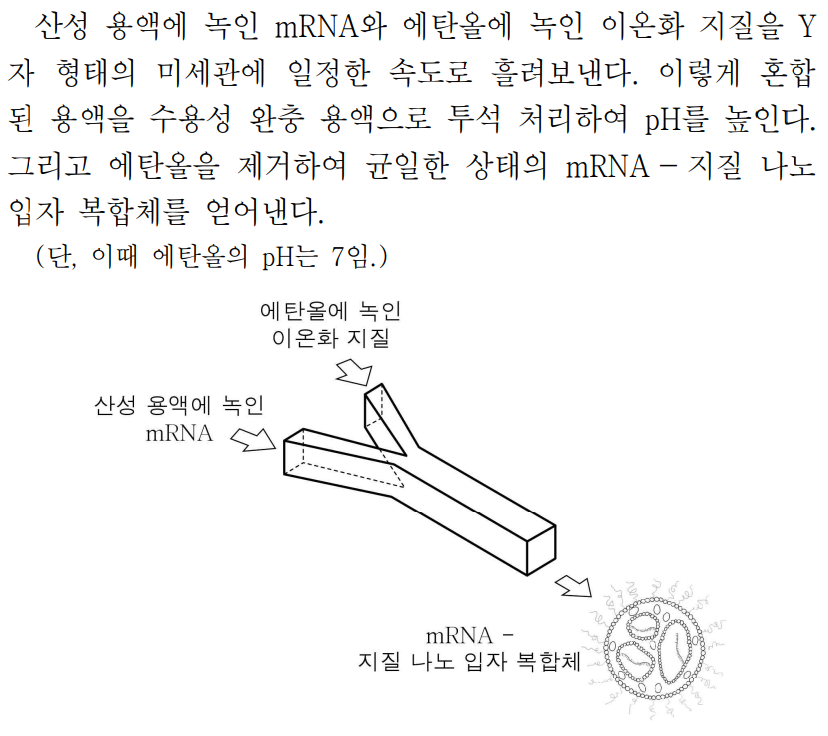 산성 용액에 녹인 mRNA와 에탄올에 녹인 이온화 지질을 Y
자 형태의 미세관에 일정한 속도로 흘려보낸다. 이렇게 혼합
된 용액을 수용성 완충 용액으로 투석 처리하여 pH를 높인다.
그리고 에탄올을 제거하여 균일한 상태의 mRNA - 지질 나노
입자 복합체를 얻어낸다.
(단, 이때 에탄올의 pH는 7임.)
에탄올에 녹인
이온화 지질
산성 용액에 녹인
mRNA
mRNA -
지질 나노 입자 복합체